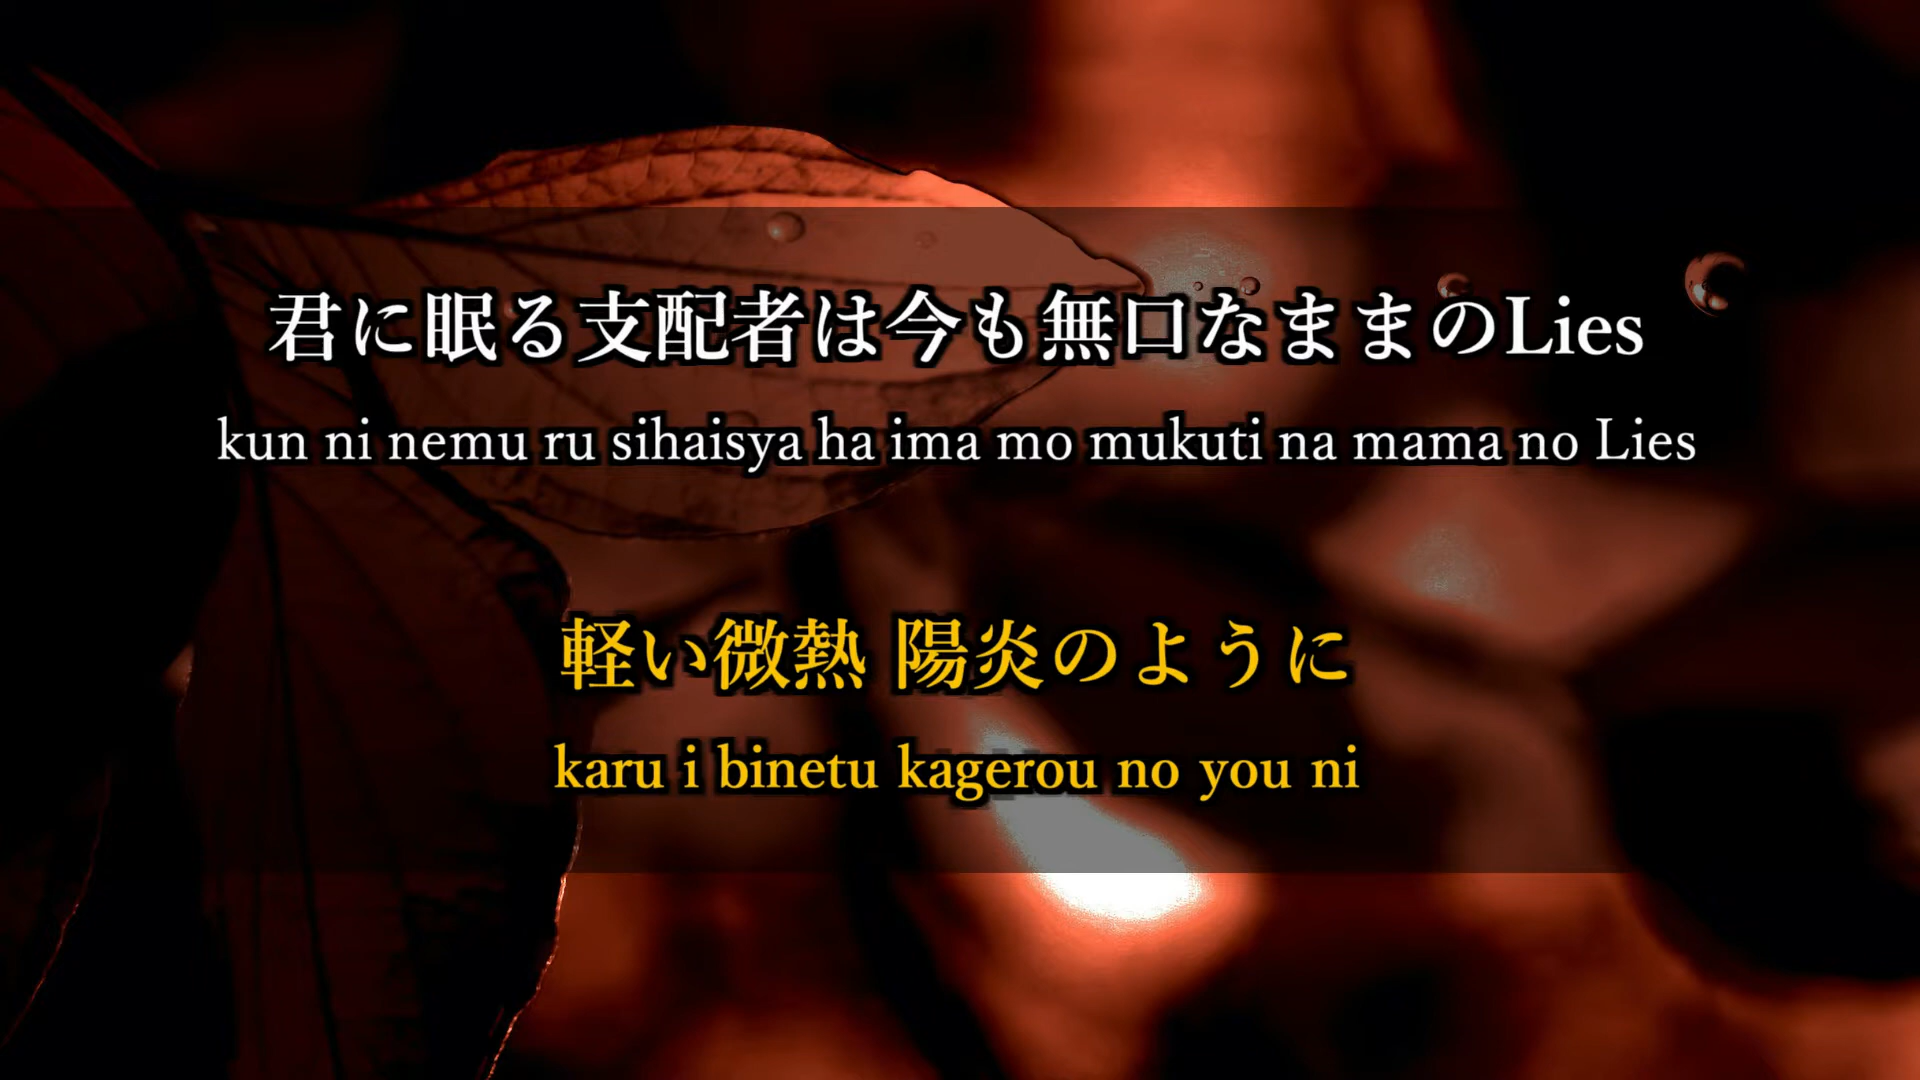 君に眠る支配者は今も無口なままのLies
kun ni nemu ru sihaisya ha ima mo mukuti na mama no Lies
軽い微熱 陽炎のように
karu i binetu kagerou no you ni